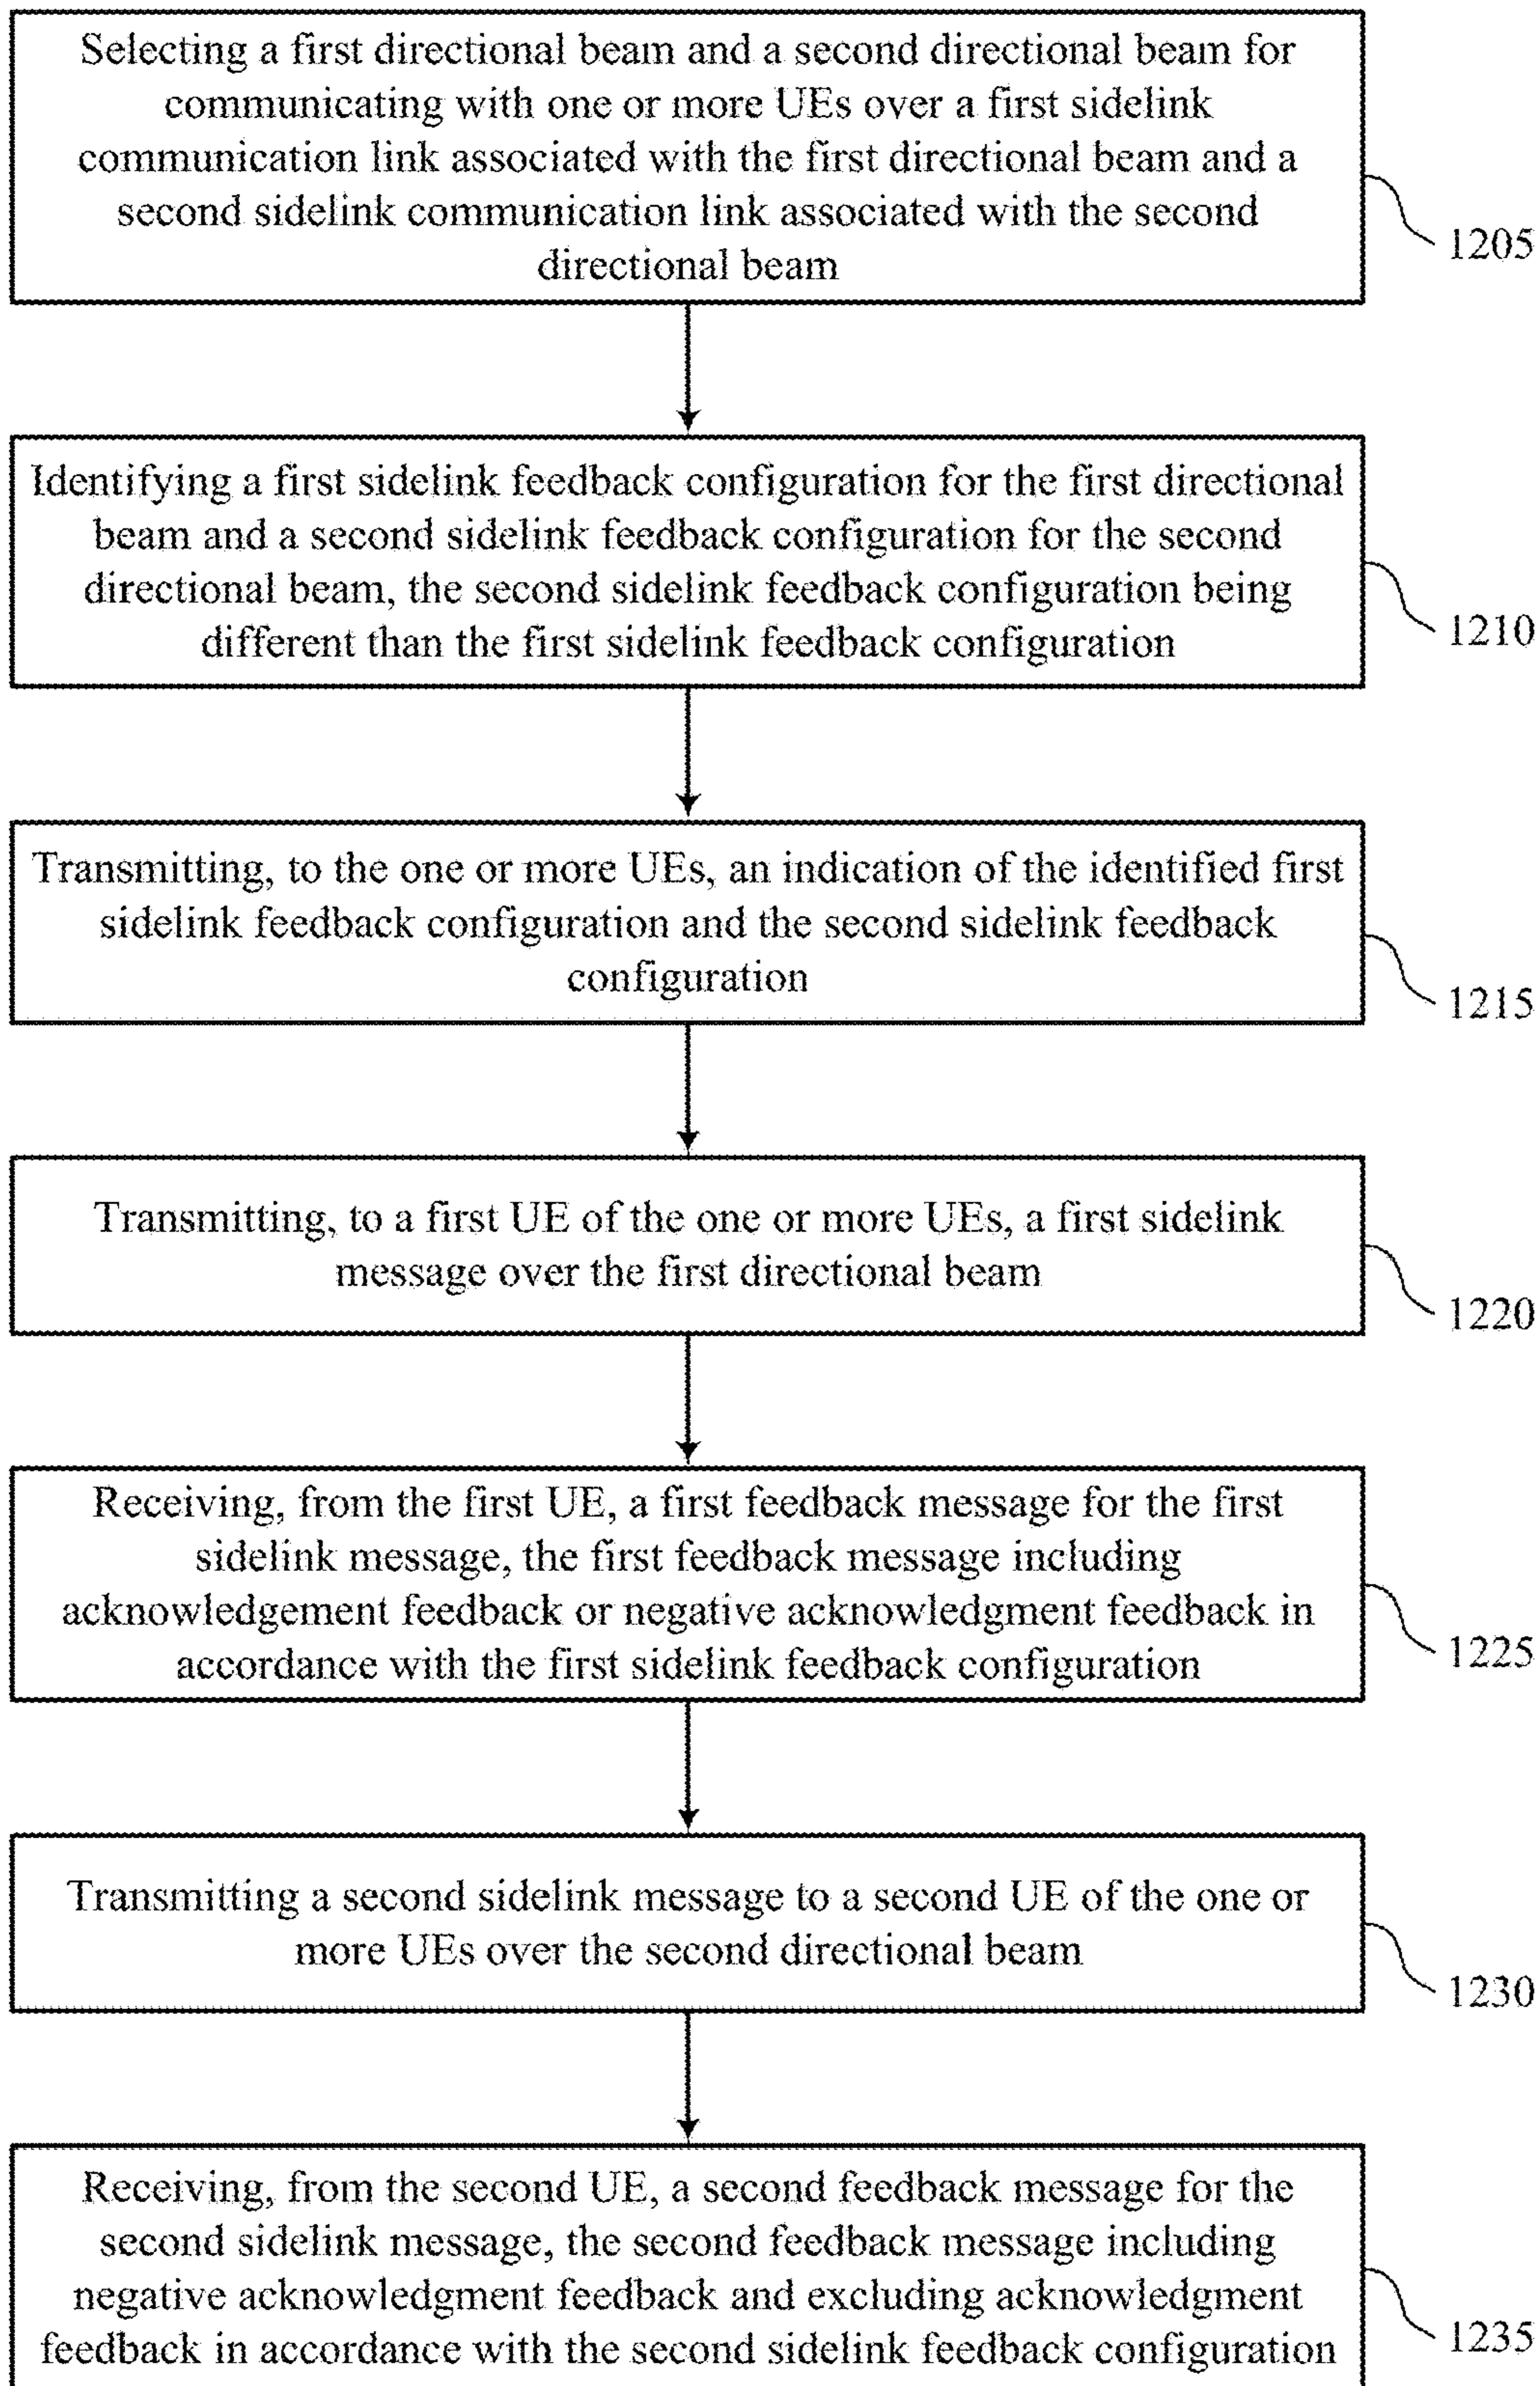 Selecting a first directional beam and a second directional beam for
communicating with one or more UEs over a first sidelink
communication link associated with the first directional beam and a
second sidelink communication link associated with the second
directional beam
1205
Identifying a first sidelink feedback configuration for the first directional
beam and a second sidelink feedback configuration for the second
directional beam, the second sidelink feedback configuration being
different than the first sidelink feedback configuration
1210
Transmitting, to the one or more UEs, an indication of the identified first
sidelink feedback configuration and the second sidelink feedback
configuration
1215
Transmitting, to a first UE of the one or more UEs, a first sidelink
message over the first directional beam
1220
Receiving, from the first UE, a first feedback message for the first
sidelink message, the first feedback message including
acknowledgement feedback or negative acknowledgment feedback in
accordance with the first sidelink feedback configuration
1225
Transmitting a second sidelink message to a second UE of the one or
more UEs over the second directional beam
1230
Receiving, from the second UE, a second feedback message for the
second sidelink message, the second feedback message including
negative acknowledgment feedback and excluding acknowledgment
feedback in accordance with the second sidelink feedback configuration
1235